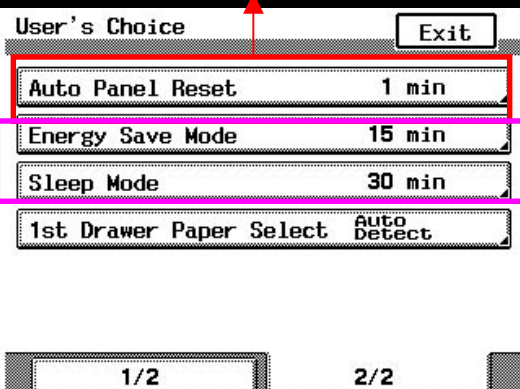 User's Choice Exit
Auto Panel Reset 1 min
Energy Save Mode 15 min
Sleep Mode 30 min
1st Drawer Paper Select Auto Detect
1/2 2/2